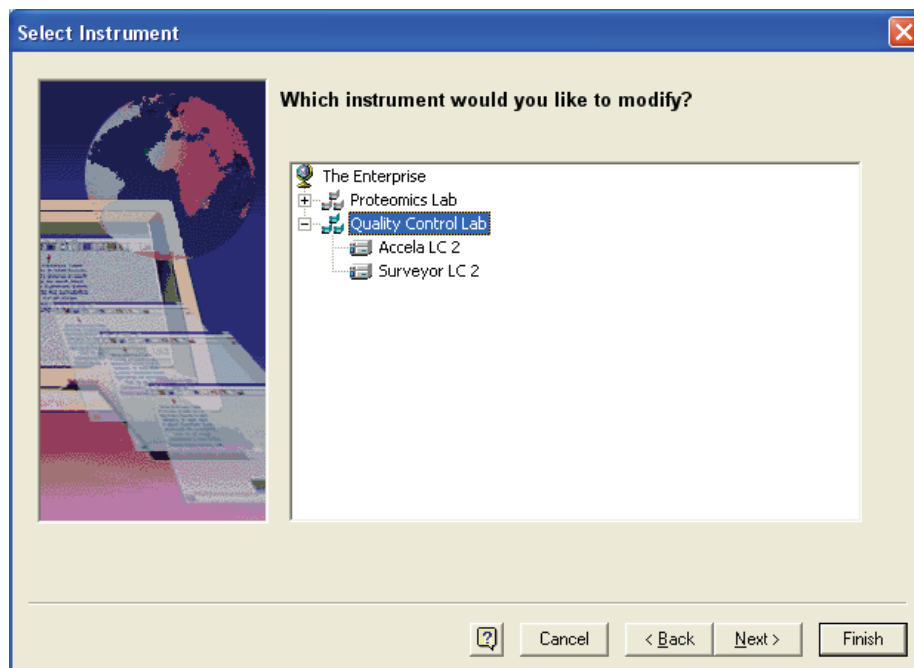 Select Instrument
Which instrument would you like to modify?
The Enterprise
Proteomics Lab
Quality Control Lab
Accela LC 2
Surveyor LC 2
Cancel
< Back
Next >
Finish